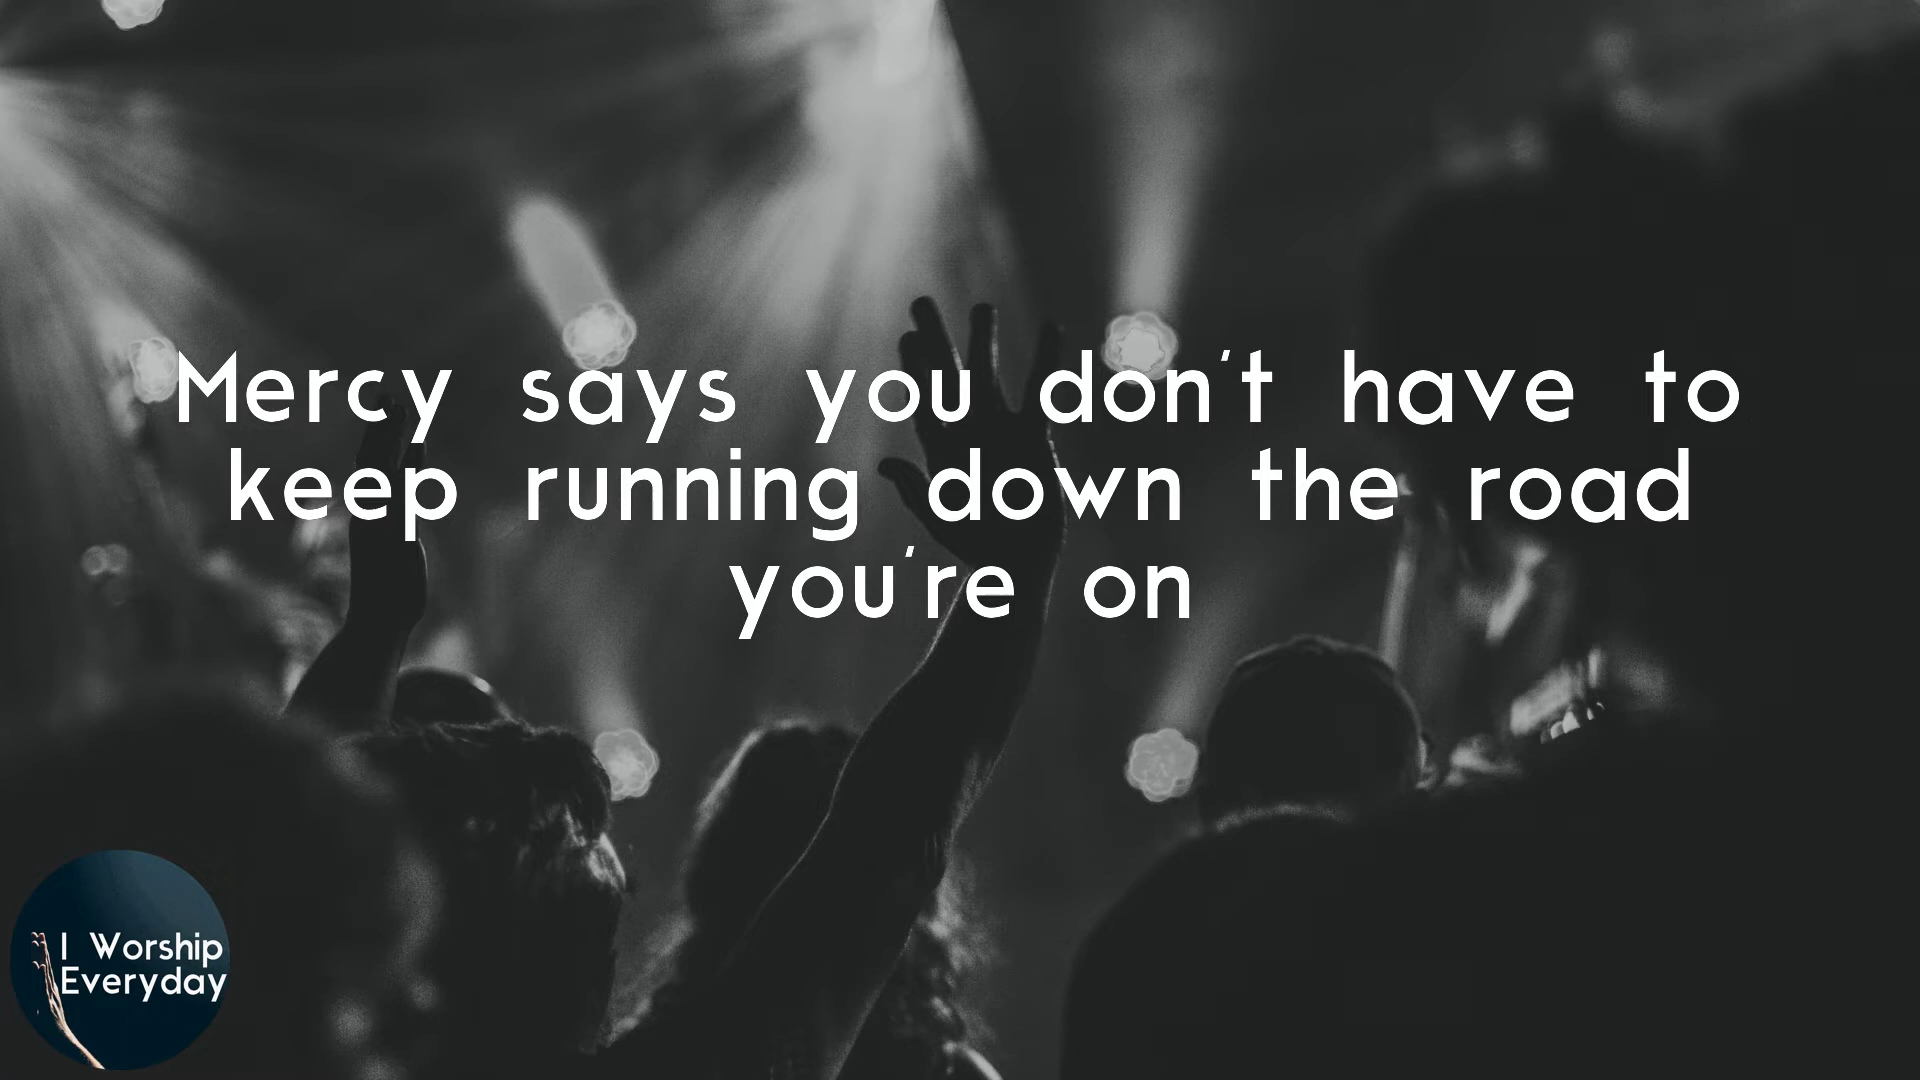 Mercy says you don't have to
keep running down the road
you're on
I Worship
Everyday